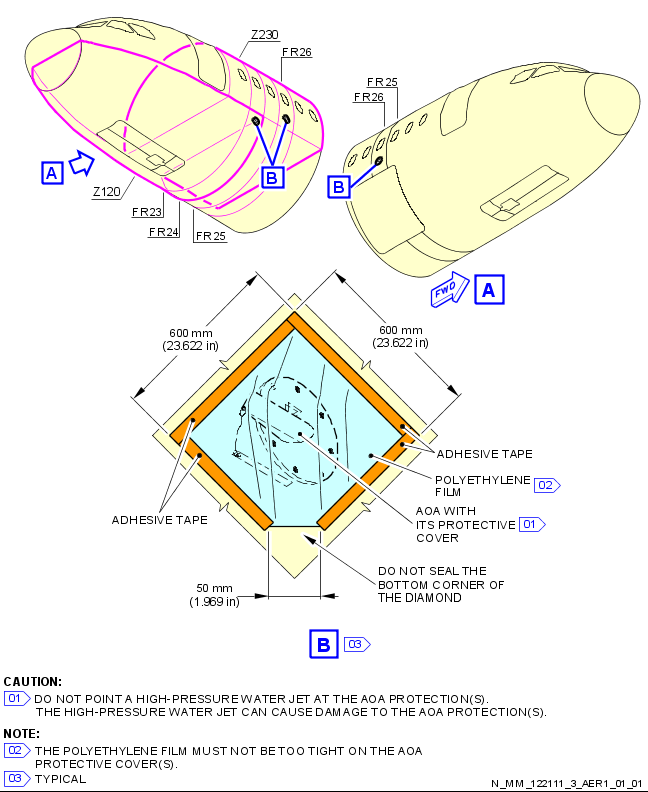 Z230
FR26
FR25
FR26
A
B
B
Z120
FR23
FR24
FR25
FWD
A
600 mm
(23.622 in)
600 mm
(23.622 in)
ADHESIVE TAPE
POLYETHYLENE
FILM
02
ADHESIVE TAPE
AOA WITH
ITS PROTECTIVE
COVER
01
DO NOT SEAL THE
BOTTOM CORNER OF
THE DIAMOND
50 mm
(1.969 in)
B
03
CAUTION:
01 DO NOT POINT A HIGH-PRESSURE WATER JET AT THE AOA PROTECTION(S).
THE HIGH-PRESSURE WATER JET CAN CAUSE DAMAGE TO THE AOA PROTECTION(S).
NOTE:
02 THE POLYETHYLENE FILM MUST NOT BE TOO TIGHT ON THE AOA
PROTECTIVE COVER(S).
03 TYPICAL
N_MM_122111_3_AER1_01_01